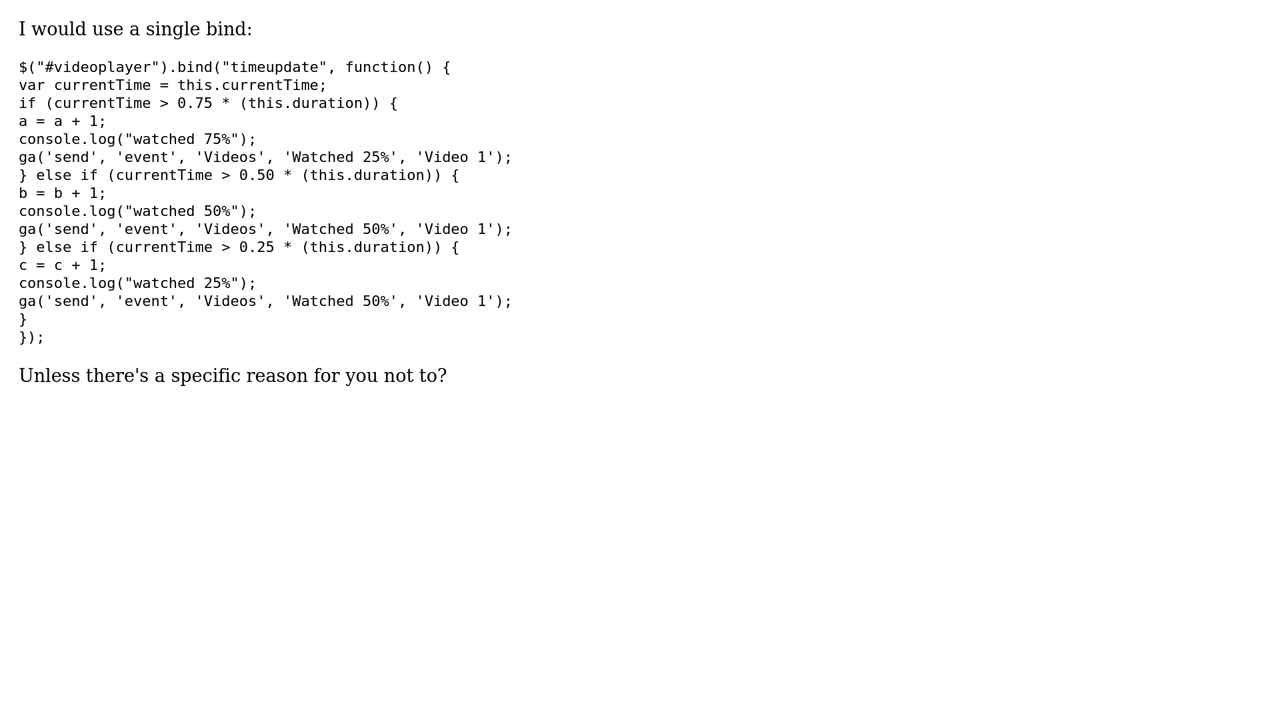 I would use a single bind:
$("#videoplayer").bind("timeupdate", function() {
var currentTime = this.currentTime;
if (currentTime > 0.75 * (this.duration)) {
a = a + 1;
console.log("watched 75%");
ga('send', 'event', 'Videos', 'Watched 25%', 'Video 1');
} else if (currentTime > 0.50 * (this.duration)) {
b = b + 1;
console.log("watched 50%");
ga('send', 'event', 'Videos', 'Watched 50%', 'Video 1');
} else if (currentTime > 0.25 * (this.duration)) {
c = c + 1;
console.log("watched 25%");
ga('send', 'event', 'Videos', 'Watched 50%', 'Video 1');
}
});
Unless there's a specific reason for you not to?